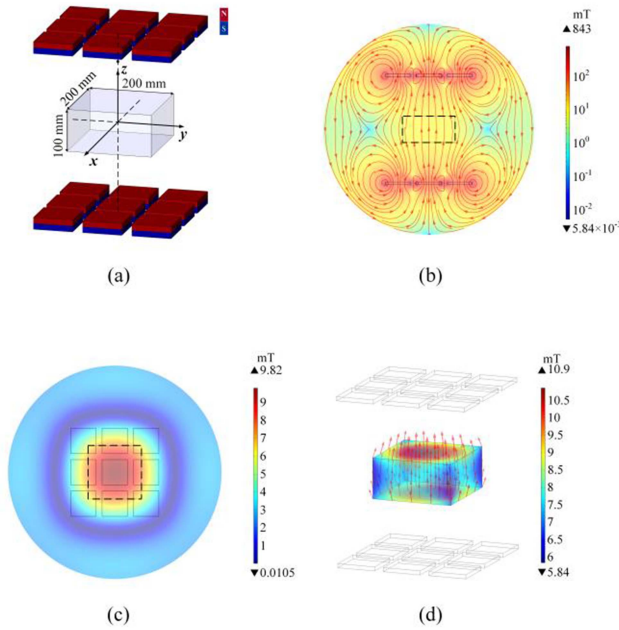 N
S
200 mm
200 mm
100 mm
z
y
x
(a)
mT
▲ 843
10²
10¹
10⁰
10⁻¹
10⁻²
(b)
mT
▲ 9.82
9
8
7
6
5
4
3
2
1
▼ 0.0105
(c)
mT
▲ 10.9
10.5
10
9.5
9
8.5
8
7.5
7
6.5
6
▼ 5.84
(d)